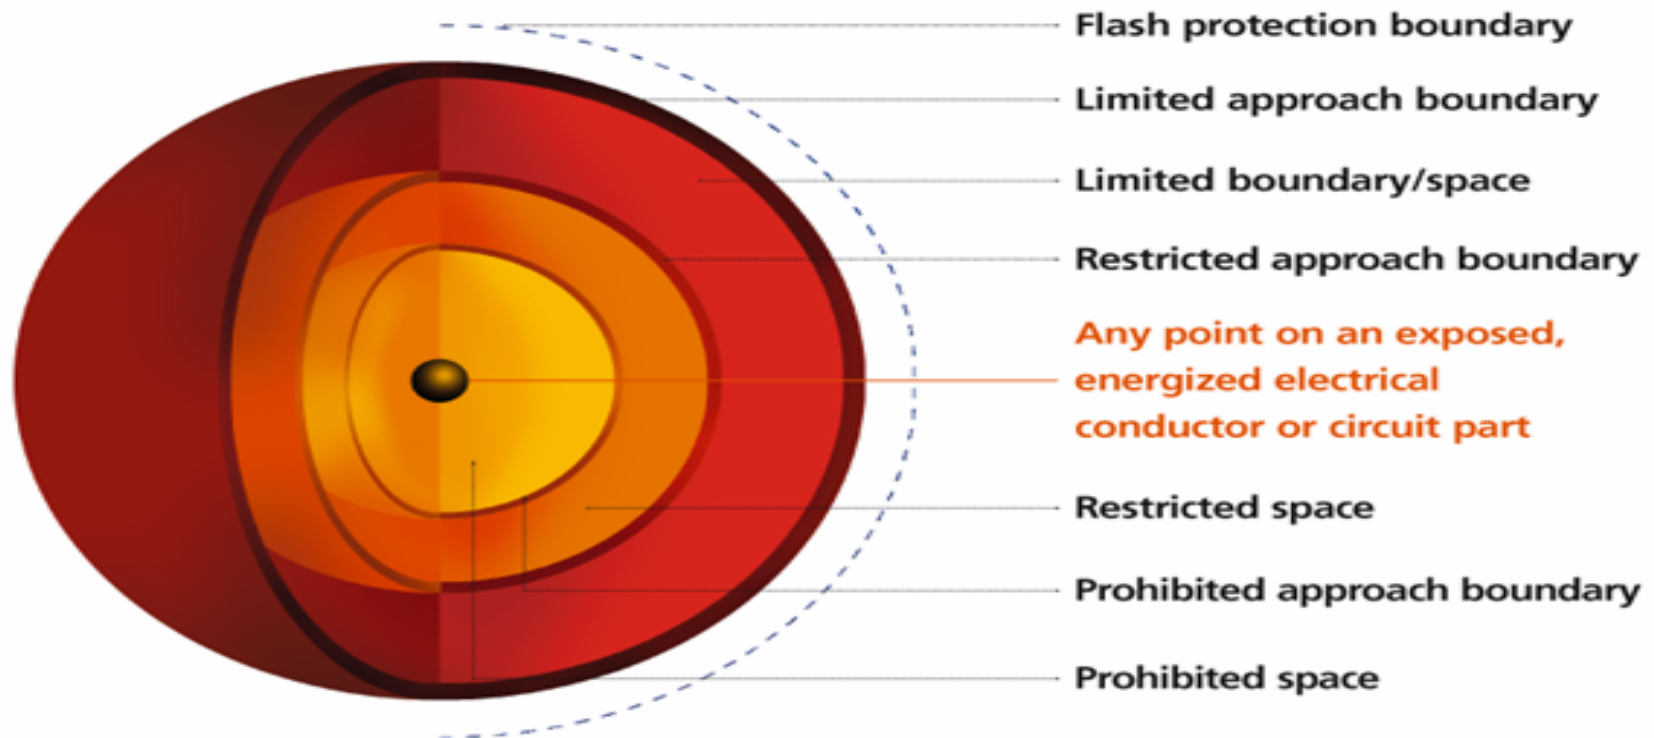 Flash protection boundary
Limited approach boundary
Limited boundary/space
Restricted approach boundary
Any point on an exposed,
energized electrical
conductor or circuit part
Restricted space
Prohibited approach boundary
Prohibited space